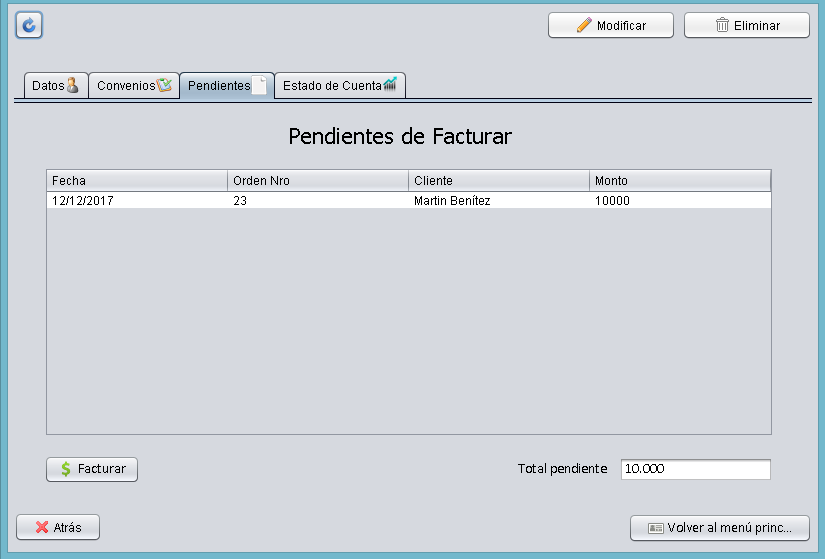 Modificar
Eliminar
Datos
Convenios
Pendientes
Estado de Cuenta
Pendientes de Facturar
Fecha Orden Nro Cliente Monto
12/12/2017 23 Martin Benítez 10000
Facturar
Total pendiente 10.000
Atrás
Volver al menú princ...